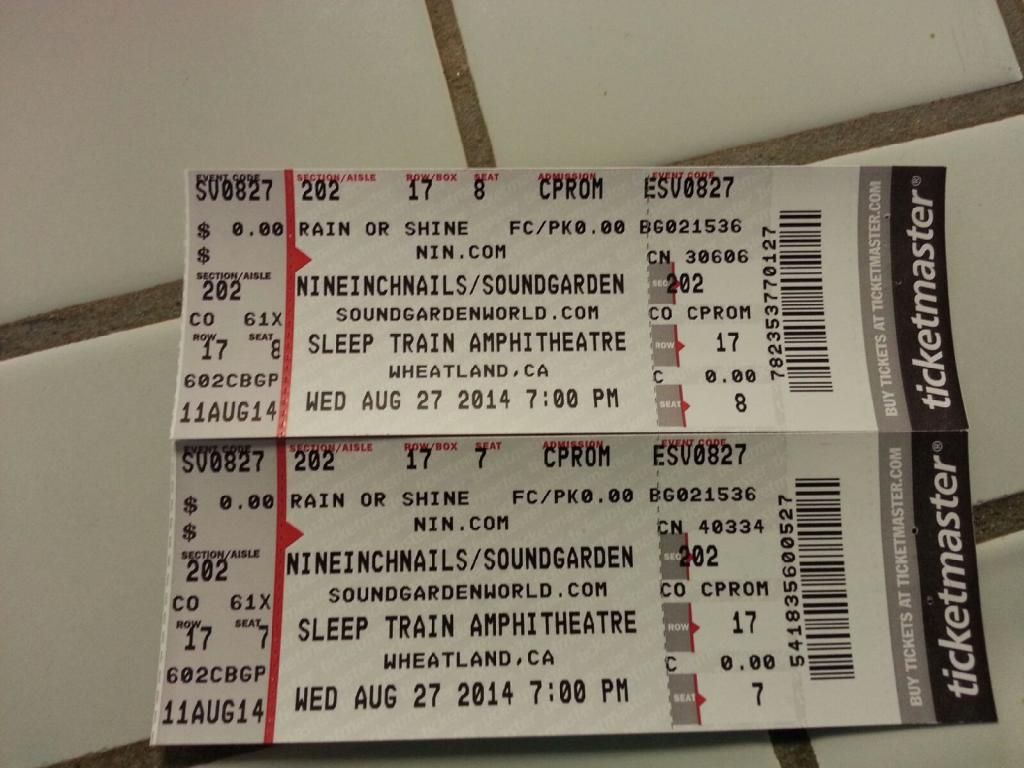 EVENT CODE SECTION/AISLE ROW/BOX SEAT ADMISSION EVENT CODE
SV0827 202 17 8 CPROM ESV0827
$ 0.00 RAIN OR SHINE FC/PK0.00 BG021536
$ NIN.COM CN 30606
SECTION/AISLE
202 NINEINCHNAILS/SOUNDGARDEN SEC 202
CO 61X SOUNDGARDENWORLD.COM CO CPROM
ROW SEAT
17 8 SLEEP TRAIN AMPHITHEATRE ROW 17
602CBGP WHEATLAND,CA C 0.00
11AUG14 WED AUG 27 2014 7:00 PM SEAT 8
782353770127
BUY TICKETS AT TICKETMASTER.COM
ticketmaster®
EVENT CODE SECTION/AISLE ROW/BOX SEAT ADMISSION EVENT CODE
SV0827 202 17 7 CPROM ESV0827
$ 0.00 RAIN OR SHINE FC/PK0.00 BG021536
$ NIN.COM CN 40334
SECTION/AISLE
202 NINEINCHNAILS/SOUNDGARDEN SEC 202
CO 61X SOUNDGARDENWORLD.COM CO CPROM
ROW SEAT
17 7 SLEEP TRAIN AMPHITHEATRE ROW 17
602CBGP WHEATLAND,CA C 0.00
11AUG14 WED AUG 27 2014 7:00 PM SEAT 7
541835600527
BUY TICKETS AT TICKETMASTER.COM
ticketmaster®